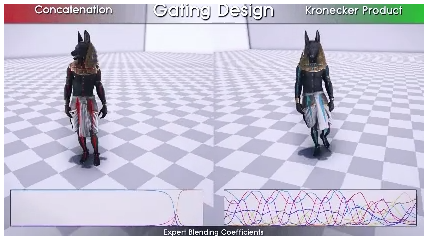 Concatenation
Gating Design
Kronecker Product
Expert Blending Coefficients